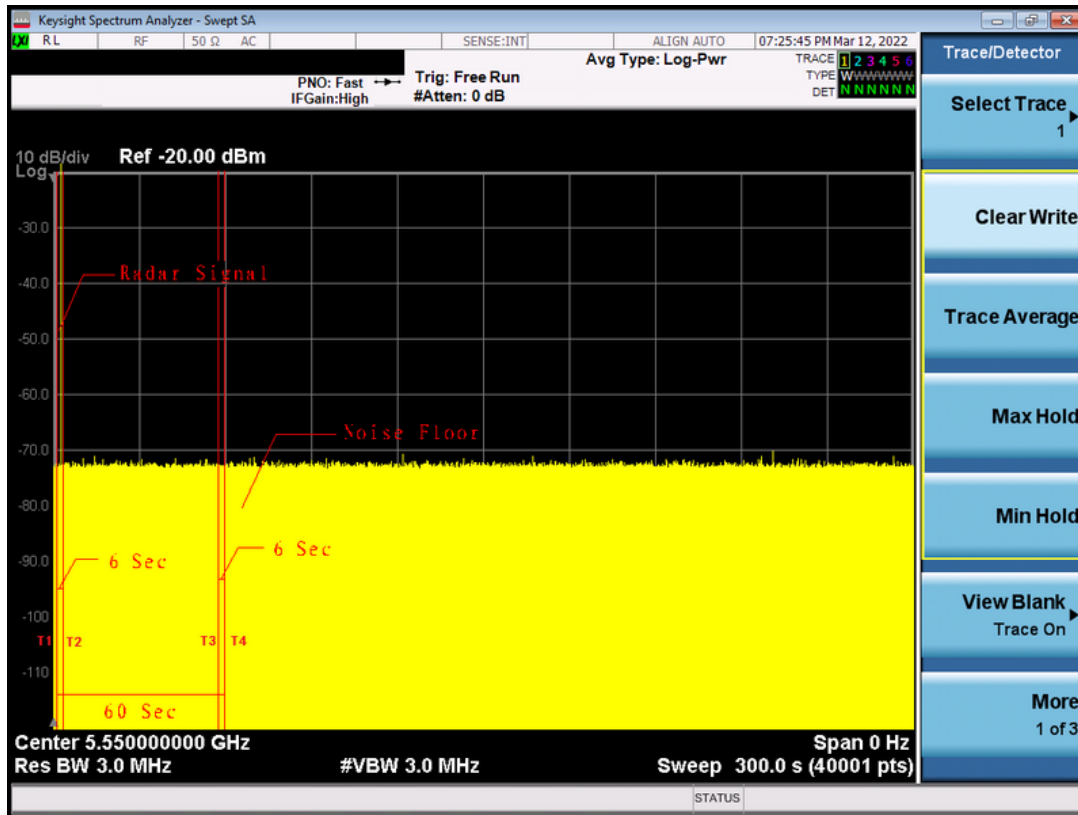 Keysight Spectrum Analyzer - Swept SA
LXI RL RF 50 Ω AC SENSE:INT ALIGN AUTO 07:25:45 PM Mar 12, 2022
Avg Type: Log-Pwr TRACE 1 2 3 4 5 6
PNO: Fast Trig: Free Run TYPE WWWWWW
IFGain:High #Atten: 0 dB DET N N N N N N
10 dB/div Ref -20.00 dBm
Log
-30.0
Radar Signal
-40.0
-50.0
-60.0
Noise Floor
-70.0
-80.0
6 Sec
-90.0 6 Sec
-100
T1 T2 T3 T4
-110
60 Sec
Center 5.550000000 GHz Span 0 Hz
Res BW 3.0 MHz #VBW 3.0 MHz Sweep 300.0 s (40001 pts)
STATUS
Trace/Detector
Select Trace
1
Clear Write
Trace Average
Max Hold
Min Hold
View Blank
Trace On
More
1 of 3